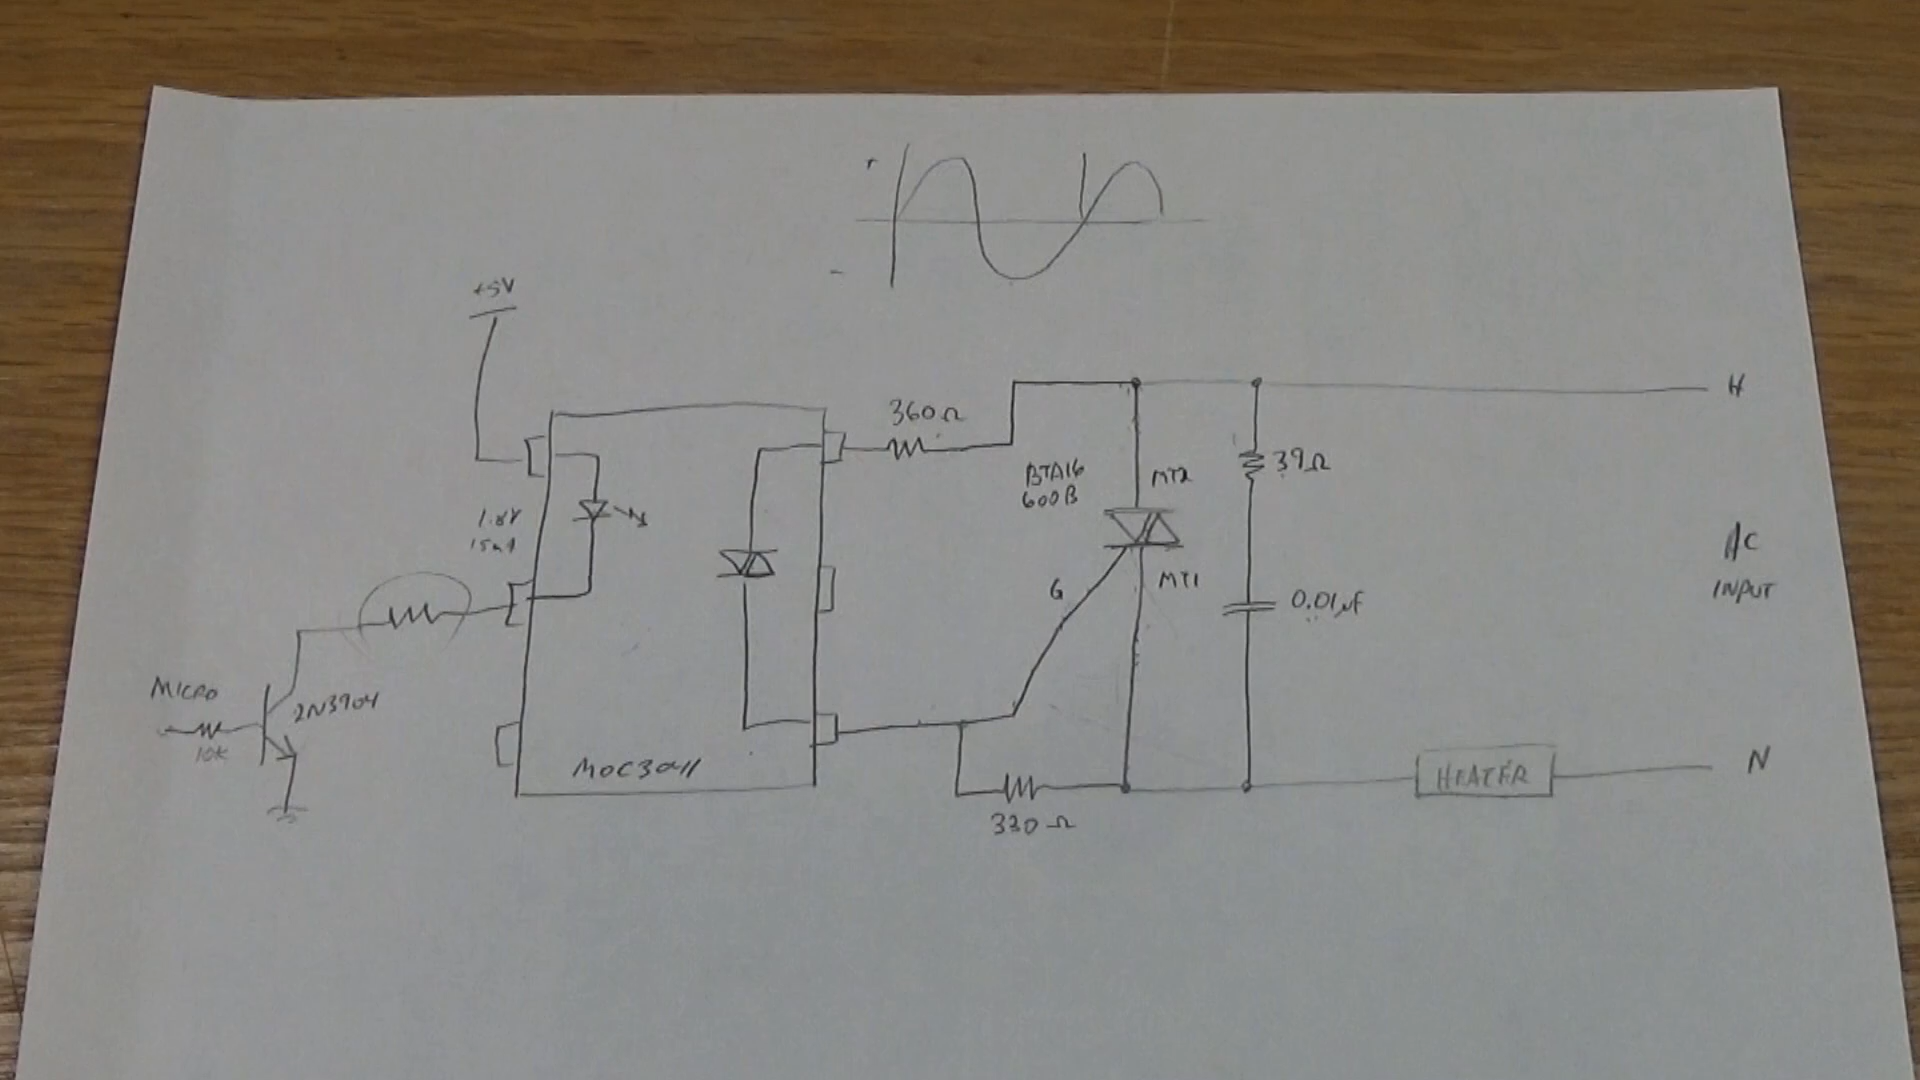 +
-
+5V
H
360Ω
BTA16
600B
MT2
39Ω
1.8V
15mA
AC
INPUT
G
MT1
0.01µF
MICRO
2N3904
10K
N
HEATER
330Ω